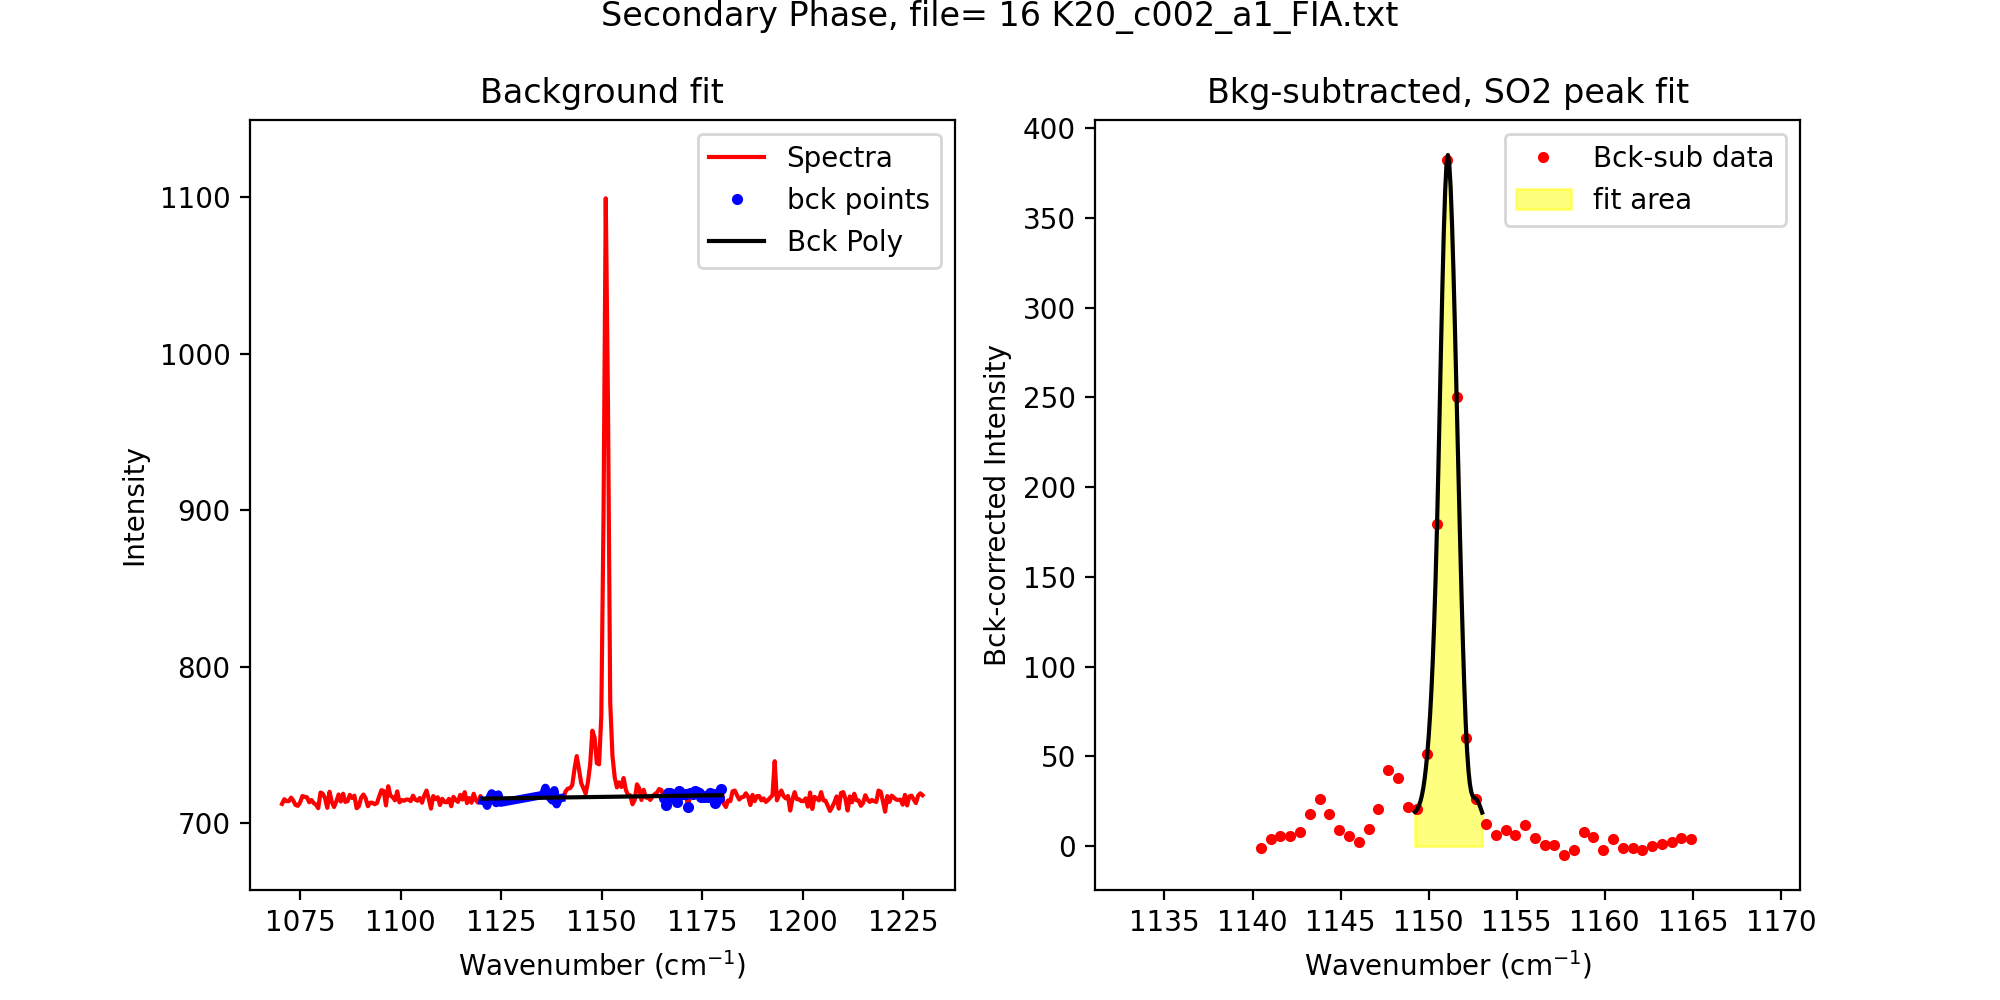 Secondary Phase, file= 16 K20_c002_a1_FIA.txt
Background fit
Spectra
bck points
Bck Poly
Intensity
1100
1000
900
800
700
1075 1100 1125 1150 1175 1200 1225
Wavenumber (cm⁻¹)
Bkg-subtracted, SO2 peak fit
Bck-sub data
fit area
Bck-corrected Intensity
400
350
300
250
200
150
100
50
0
1135 1140 1145 1150 1155 1160 1165 1170
Wavenumber (cm⁻¹)